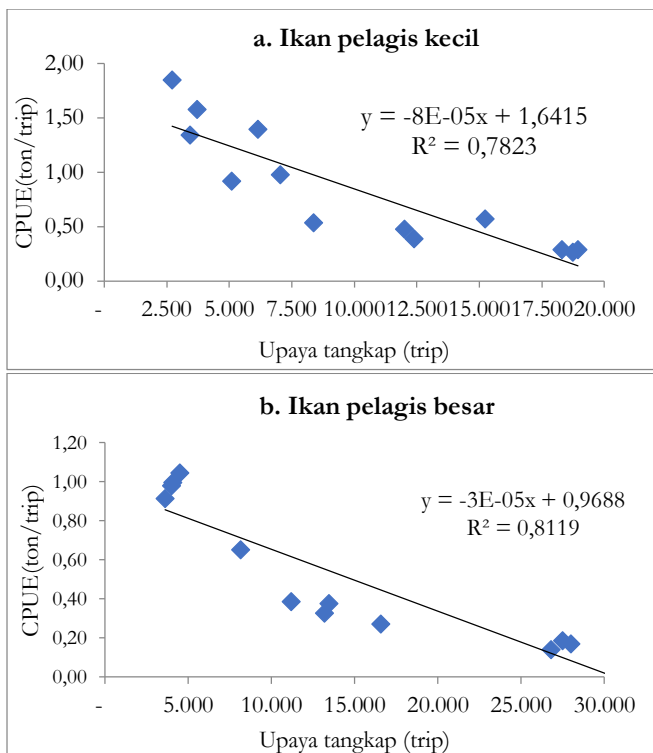 a. Ikan pelagis kecil
2,00
1,50
1,00
0,50
0,00
CPUE(ton/trip)
y = -8E-05x + 1,6415
R² = 0,7823
- 2.500 5.000 7.500 10.000 12.500 15.000 17.500 20.000
Upaya tangkap (trip)
b. Ikan pelagis besar
1,20
1,00
0,80
0,60
0,40
0,20
0,00
CPUE(ton/trip)
y = -3E-05x + 0,9688
R² = 0,8119
- 5.000 10.000 15.000 20.000 25.000 30.000
Upaya tangkap (trip)